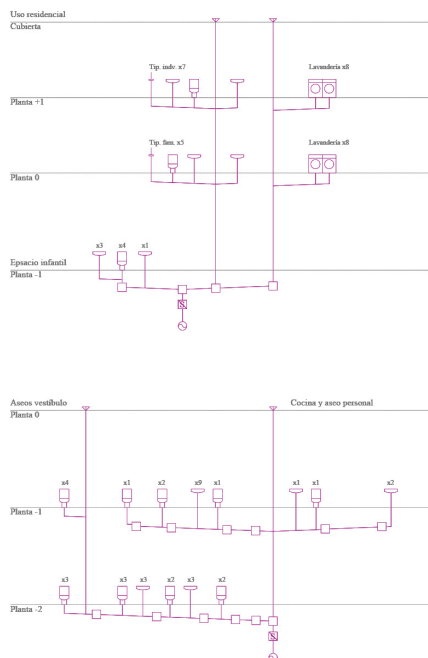 Uso residencial
Cubierta
Tip. indv. x7
Lavandería x8
Planta +1
Tip. fam. x5
Lavandería x8
Planta 0
x3 x4 x1
Epsacio infantil
Planta -1
Aseos vestíbulo
Cocina y aseo personal
Planta 0
x4 x1 x2 x9 x1 x1 x1 x2
Planta -1
x3 x3 x3 x2 x3 x2
Planta -2